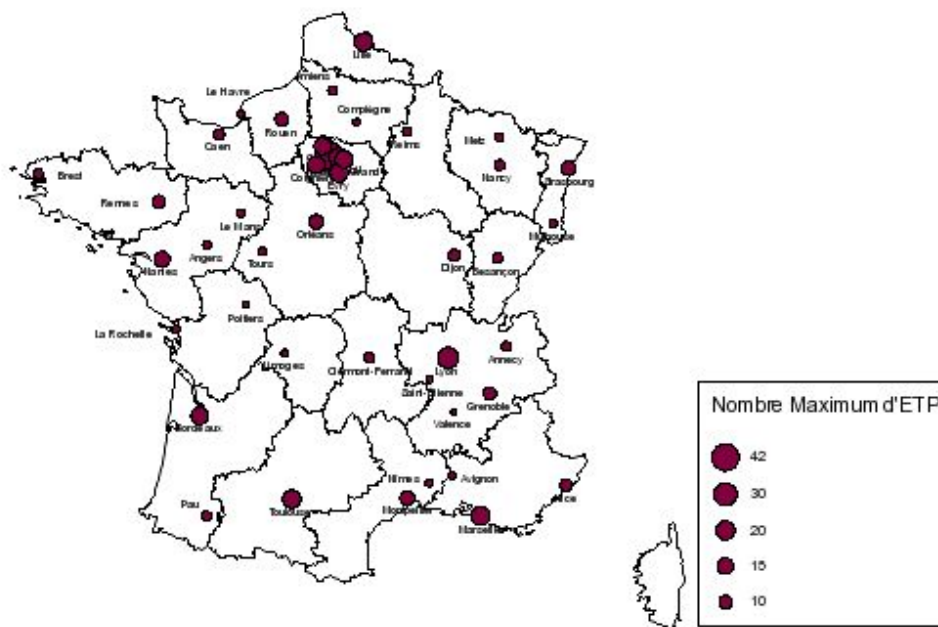 Lille
Amiens
Le Havre
Compiègne
Rouen
Reims
Metz
Caen
Nancy
Strasbourg
Brest
Evry
Rennes
Le Mans
Orléans
Mulhouse
Angers
Tours
Dijon
Nantes
Besançon
Poitiers
La Rochelle
Annecy
Limoges
Clermont-Ferrand
Lyon
Saint-Etienne
Grenoble
Valence
Bordeaux
Nîmes
Avignon
Nice
Pau
Toulouse
Montpellier
Marseille
Nombre Maximum d'ETP
42
30
20
15
10